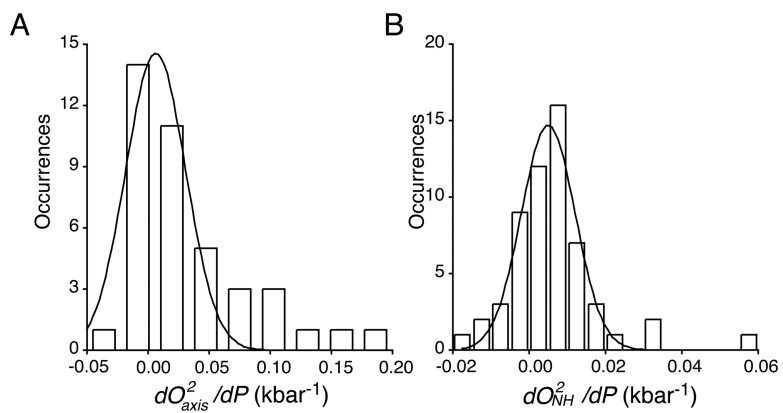 A
Occurrences
15
12
9
6
3
0
-0.05 0.00 0.05 0.10 0.15 0.20
dO²axis /dP (kbar⁻¹)
B
Occurrences
20
15
10
5
0
-0.02 0.00 0.02 0.04 0.06
dO²NH /dP (kbar⁻¹)